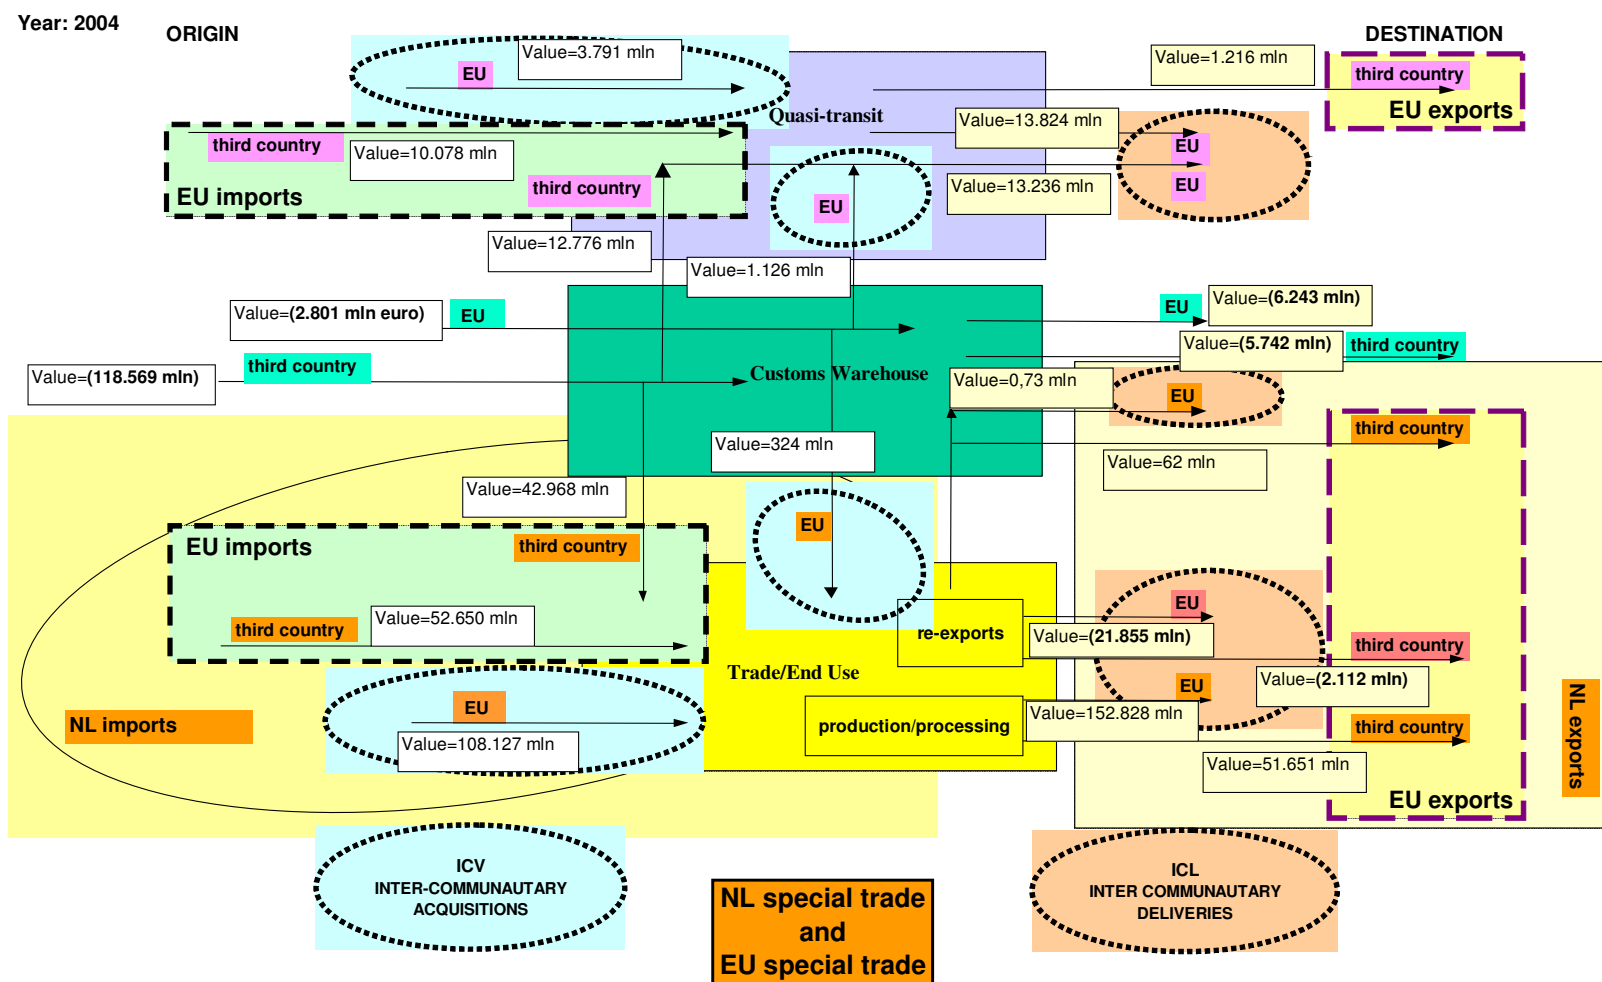 Year: 2004
ORIGIN
DESTINATION
Value=3.791 mln
EU
Value=1.216 mln
third country
EU exports
Quasi-transit
Value=13.824 mln
third country
Value=10.078 mln
EU
EU imports
third country
EU
Value=13.236 mln
EU
Value=12.776 mln
Value=1.126 mln
Value=(2.801 mln euro)
EU
EU
Value=(6.243 mln)
Value=(5.742 mln)
third country
Value=(118.569 mln)
third country
Customs Warehouse
Value=0,73 mln
EU
Value=324 mln
third country
Value=62 mln
Value=42.968 mln
EU
EU imports
third country
EU
Value=52.650 mln
third country
re-exports
Value=(21.855 mln)
third country
Trade/End Use
EU
Value=(2.112 mln)
EU
NL imports
production/processing
Value=152.828 mln
third country
NL exports
Value=108.127 mln
Value=51.651 mln
EU exports
ICV
INTER-COMMUNAUTARY
ACQUISITIONS
ICL
INTER COMMUNAUTARY
DELIVERIES
NL special trade
and
EU special trade